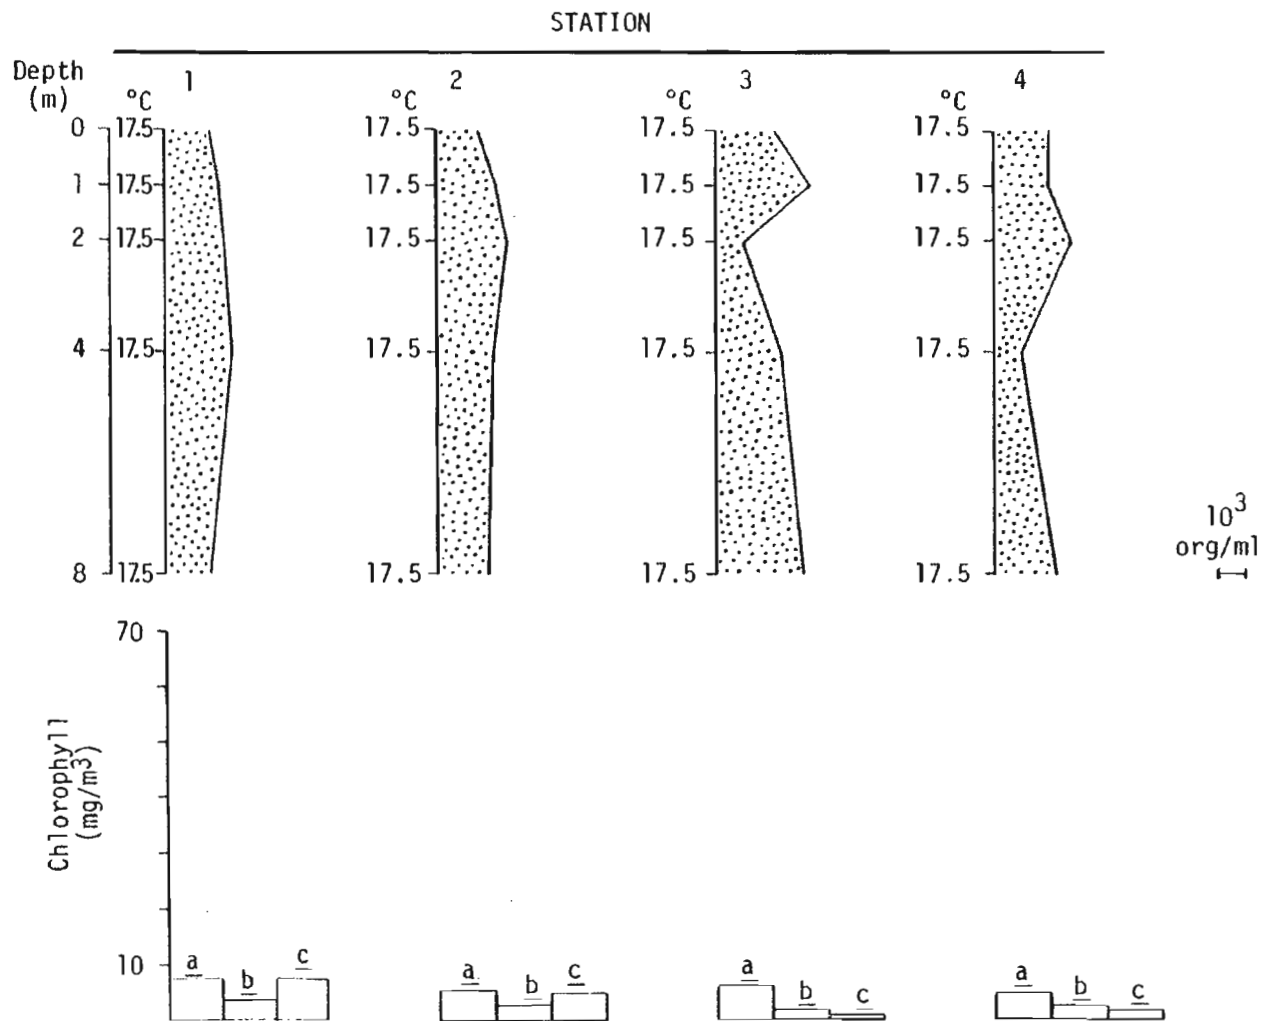 STATION
Depth
(m)
1 2 3 4
°C °C °C °C
0 17.5 17.5 17.5 17.5
1 17.5 17.5 17.5 17.5
2 17.5 17.5 17.5 17.5
4 17.5 17.5 17.5 17.5
8 17.5 17.5 17.5 17.5
10³
org/ml
Chlorophyll
(mg/m³)
70
10
a b c a b c a b c a b c